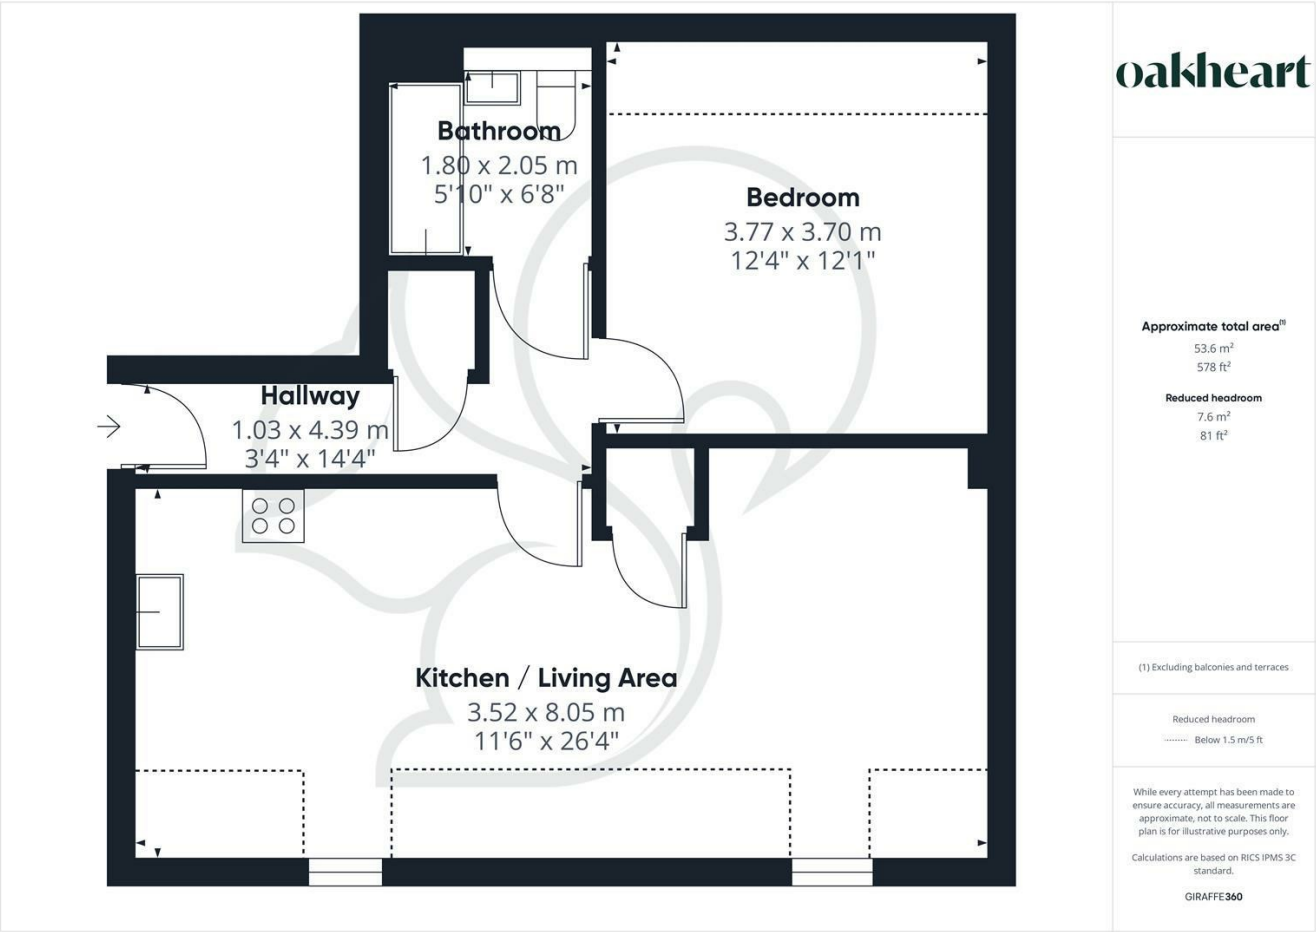 Bathroom
1.80 x 2.05 m
5'10" x 6'8"
Bedroom
3.77 x 3.70 m
12'4" x 12'1"
Hallway
1.03 x 4.39 m
3'4" x 14'4"
Kitchen / Living Area
3.52 x 8.05 m
11'6" x 26'4"
oakheart
Approximate total area(1)
53.6 m²
578 ft²
Reduced headroom
7.6 m²
81 ft²
(1) Excluding balconies and terraces
Reduced headroom
Below 1.5 m/5 ft
While every attempt has been made to
ensure accuracy, all measurements are
approximate, not to scale. This floor
plan is for illustrative purposes only.
Calculations are based on RICS IPMS 3C
standard.
GIRAFFE360